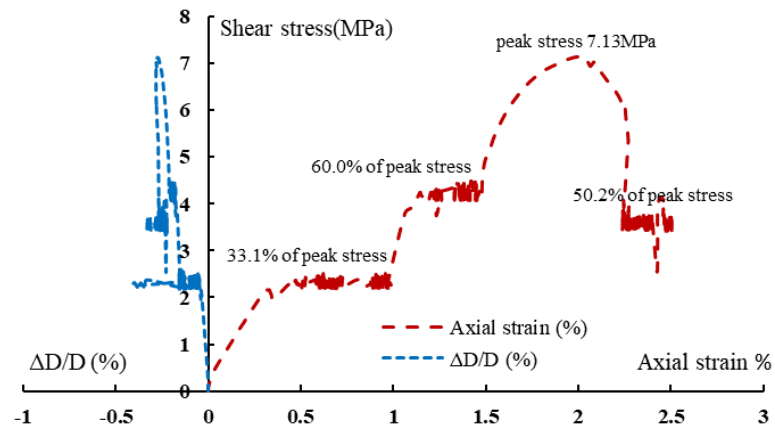 8
Shear stress(MPa)
peak stress 7.13MPa
7
6
5
60.0% of peak stress
50.2% of peak stress
4
3
33.1% of peak stress
2
Axial strain (%)
1
ΔD/D (%)
ΔD/D (%)
Axial strain %
0
-1 -0.5 0 0.5 1 1.5 2 2.5 3